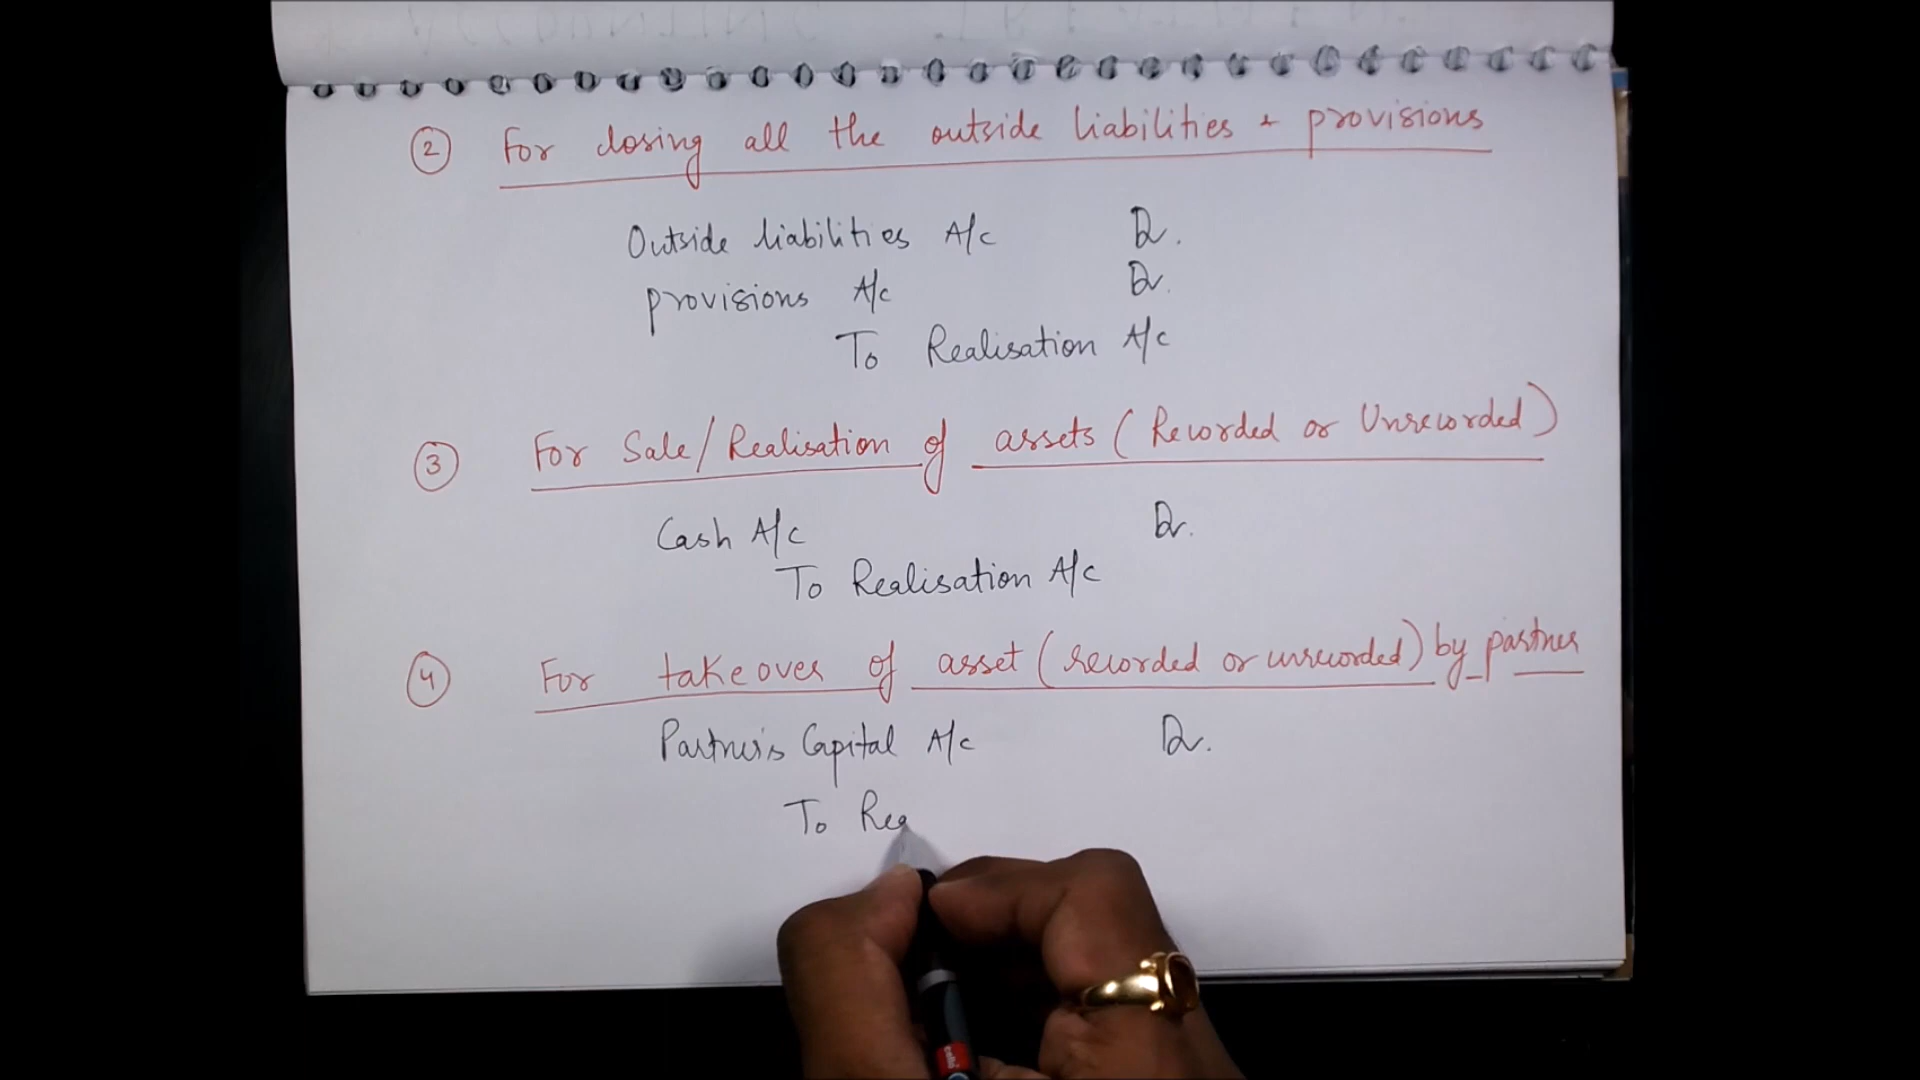 ② For closing all the outside liabilities + provisions
Outside liabilities A/c Dr.
provisions A/c Dr.
To Realisation A/c
③ For Sale/Realisation of assets (Recorded or Unrecorded)
Cash A/c Dr.
To Realisation A/c
④ For takeover of asset (recorded or unrecorded) by partner
Partner's Capital A/c Dr.
To Rea
cello